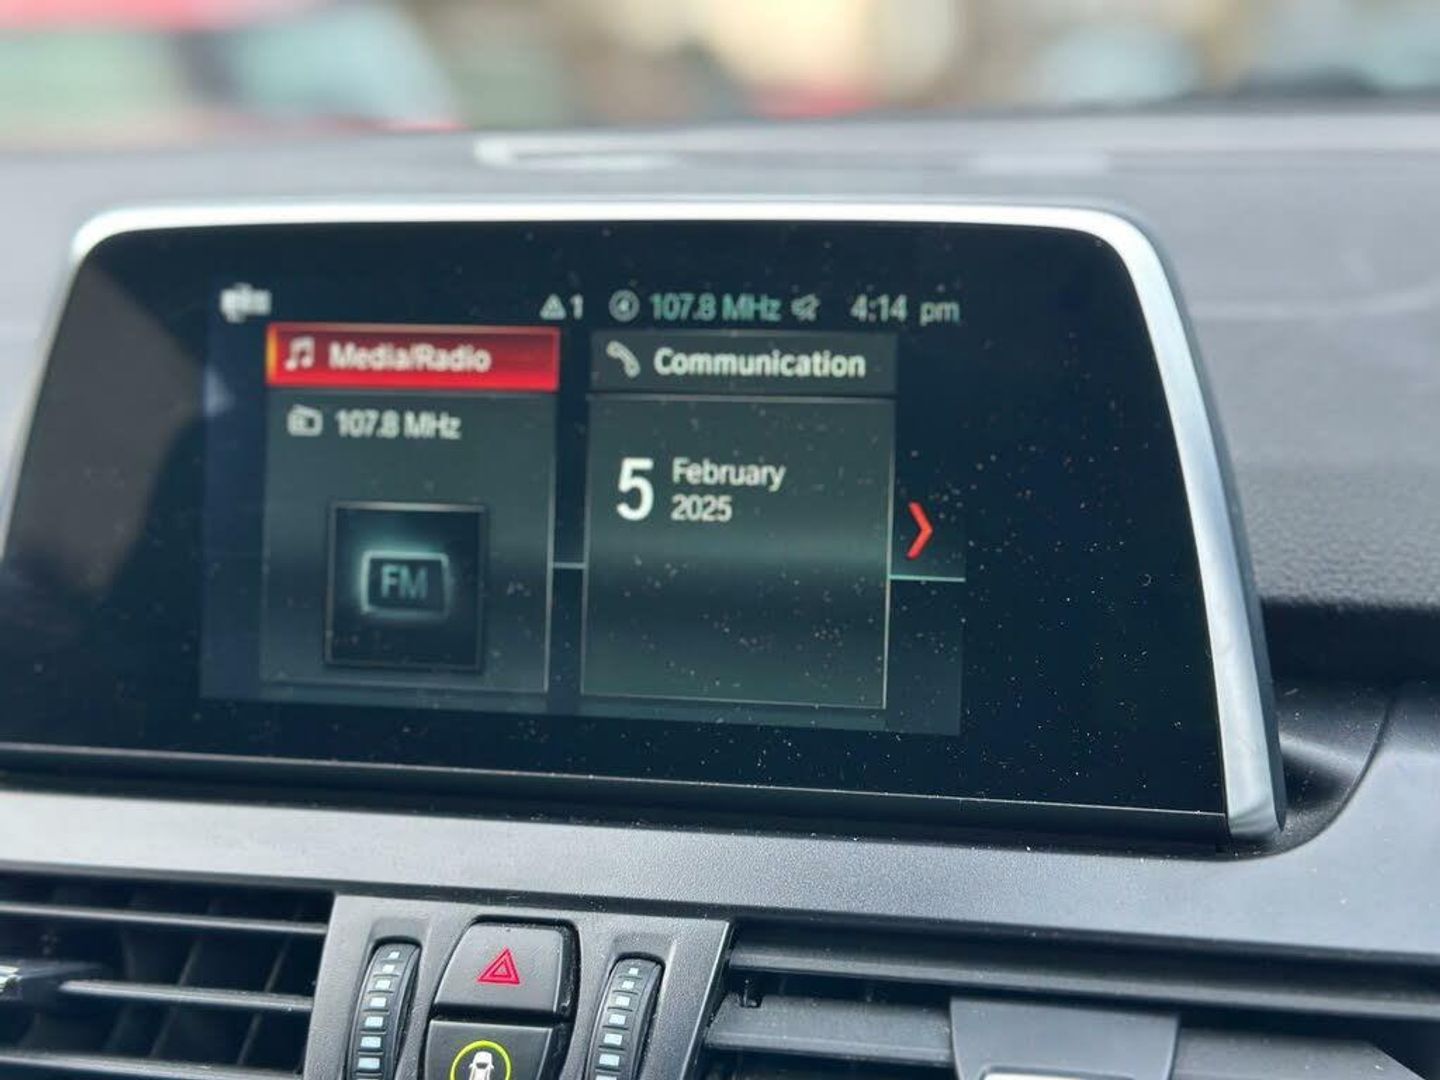 1 107.8 MHz 4:14 pm
Media/Radio
Communication
107.8 MHz
5 February
2025
FM